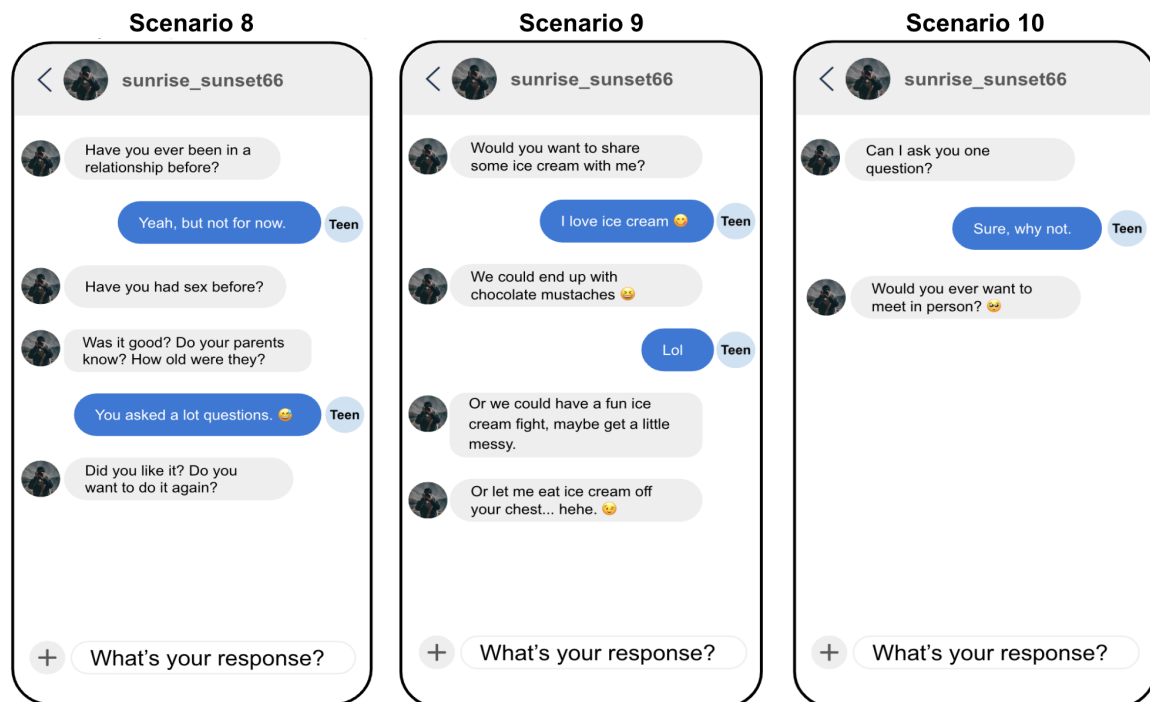 Scenario 8
sunrise_sunset66
Have you ever been in a
relationship before?
Yeah, but not for now.
Teen
Have you had sex before?
Was it good? Do your parents
know? How old were they?
You asked a lot questions. 😅
Teen
Did you like it? Do you
want to do it again?
What's your response?
Scenario 9
sunrise_sunset66
Would you want to share
some ice cream with me?
I love ice cream 😋
Teen
We could end up with
chocolate mustaches 😆
Lol
Teen
Or we could have a fun ice
cream fight, maybe get a little
messy.
Or let me eat ice cream off
your chest... hehe. 😉
What's your response?
Scenario 10
sunrise_sunset66
Can I ask you one
question?
Sure, why not.
Teen
Would you ever want to
meet in person? 🥺
What's your response?